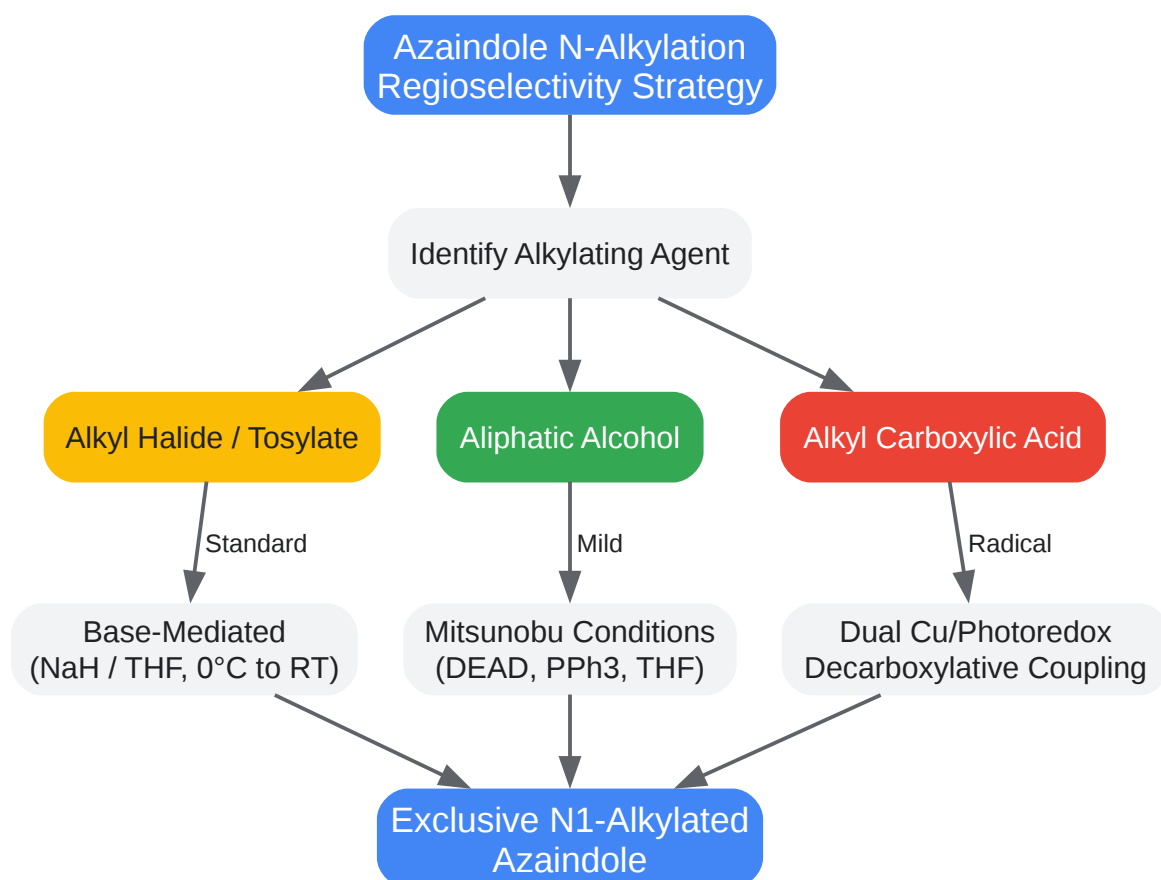 Azaindole N-Alkylation
Regioselectivity Strategy
Identify Alkylating Agent
Alkyl Halide / Tosylate
Aliphatic Alcohol
Alkyl Carboxylic Acid
Standard
Mild
Radical
Base-Mediated
(NaH / THF, 0°C to RT)
Mitsunobu Conditions
(DEAD, PPh3, THF)
Dual Cu/Photoredox
Decarboxylative Coupling
Exclusive N1-Alkylated
Azaindole